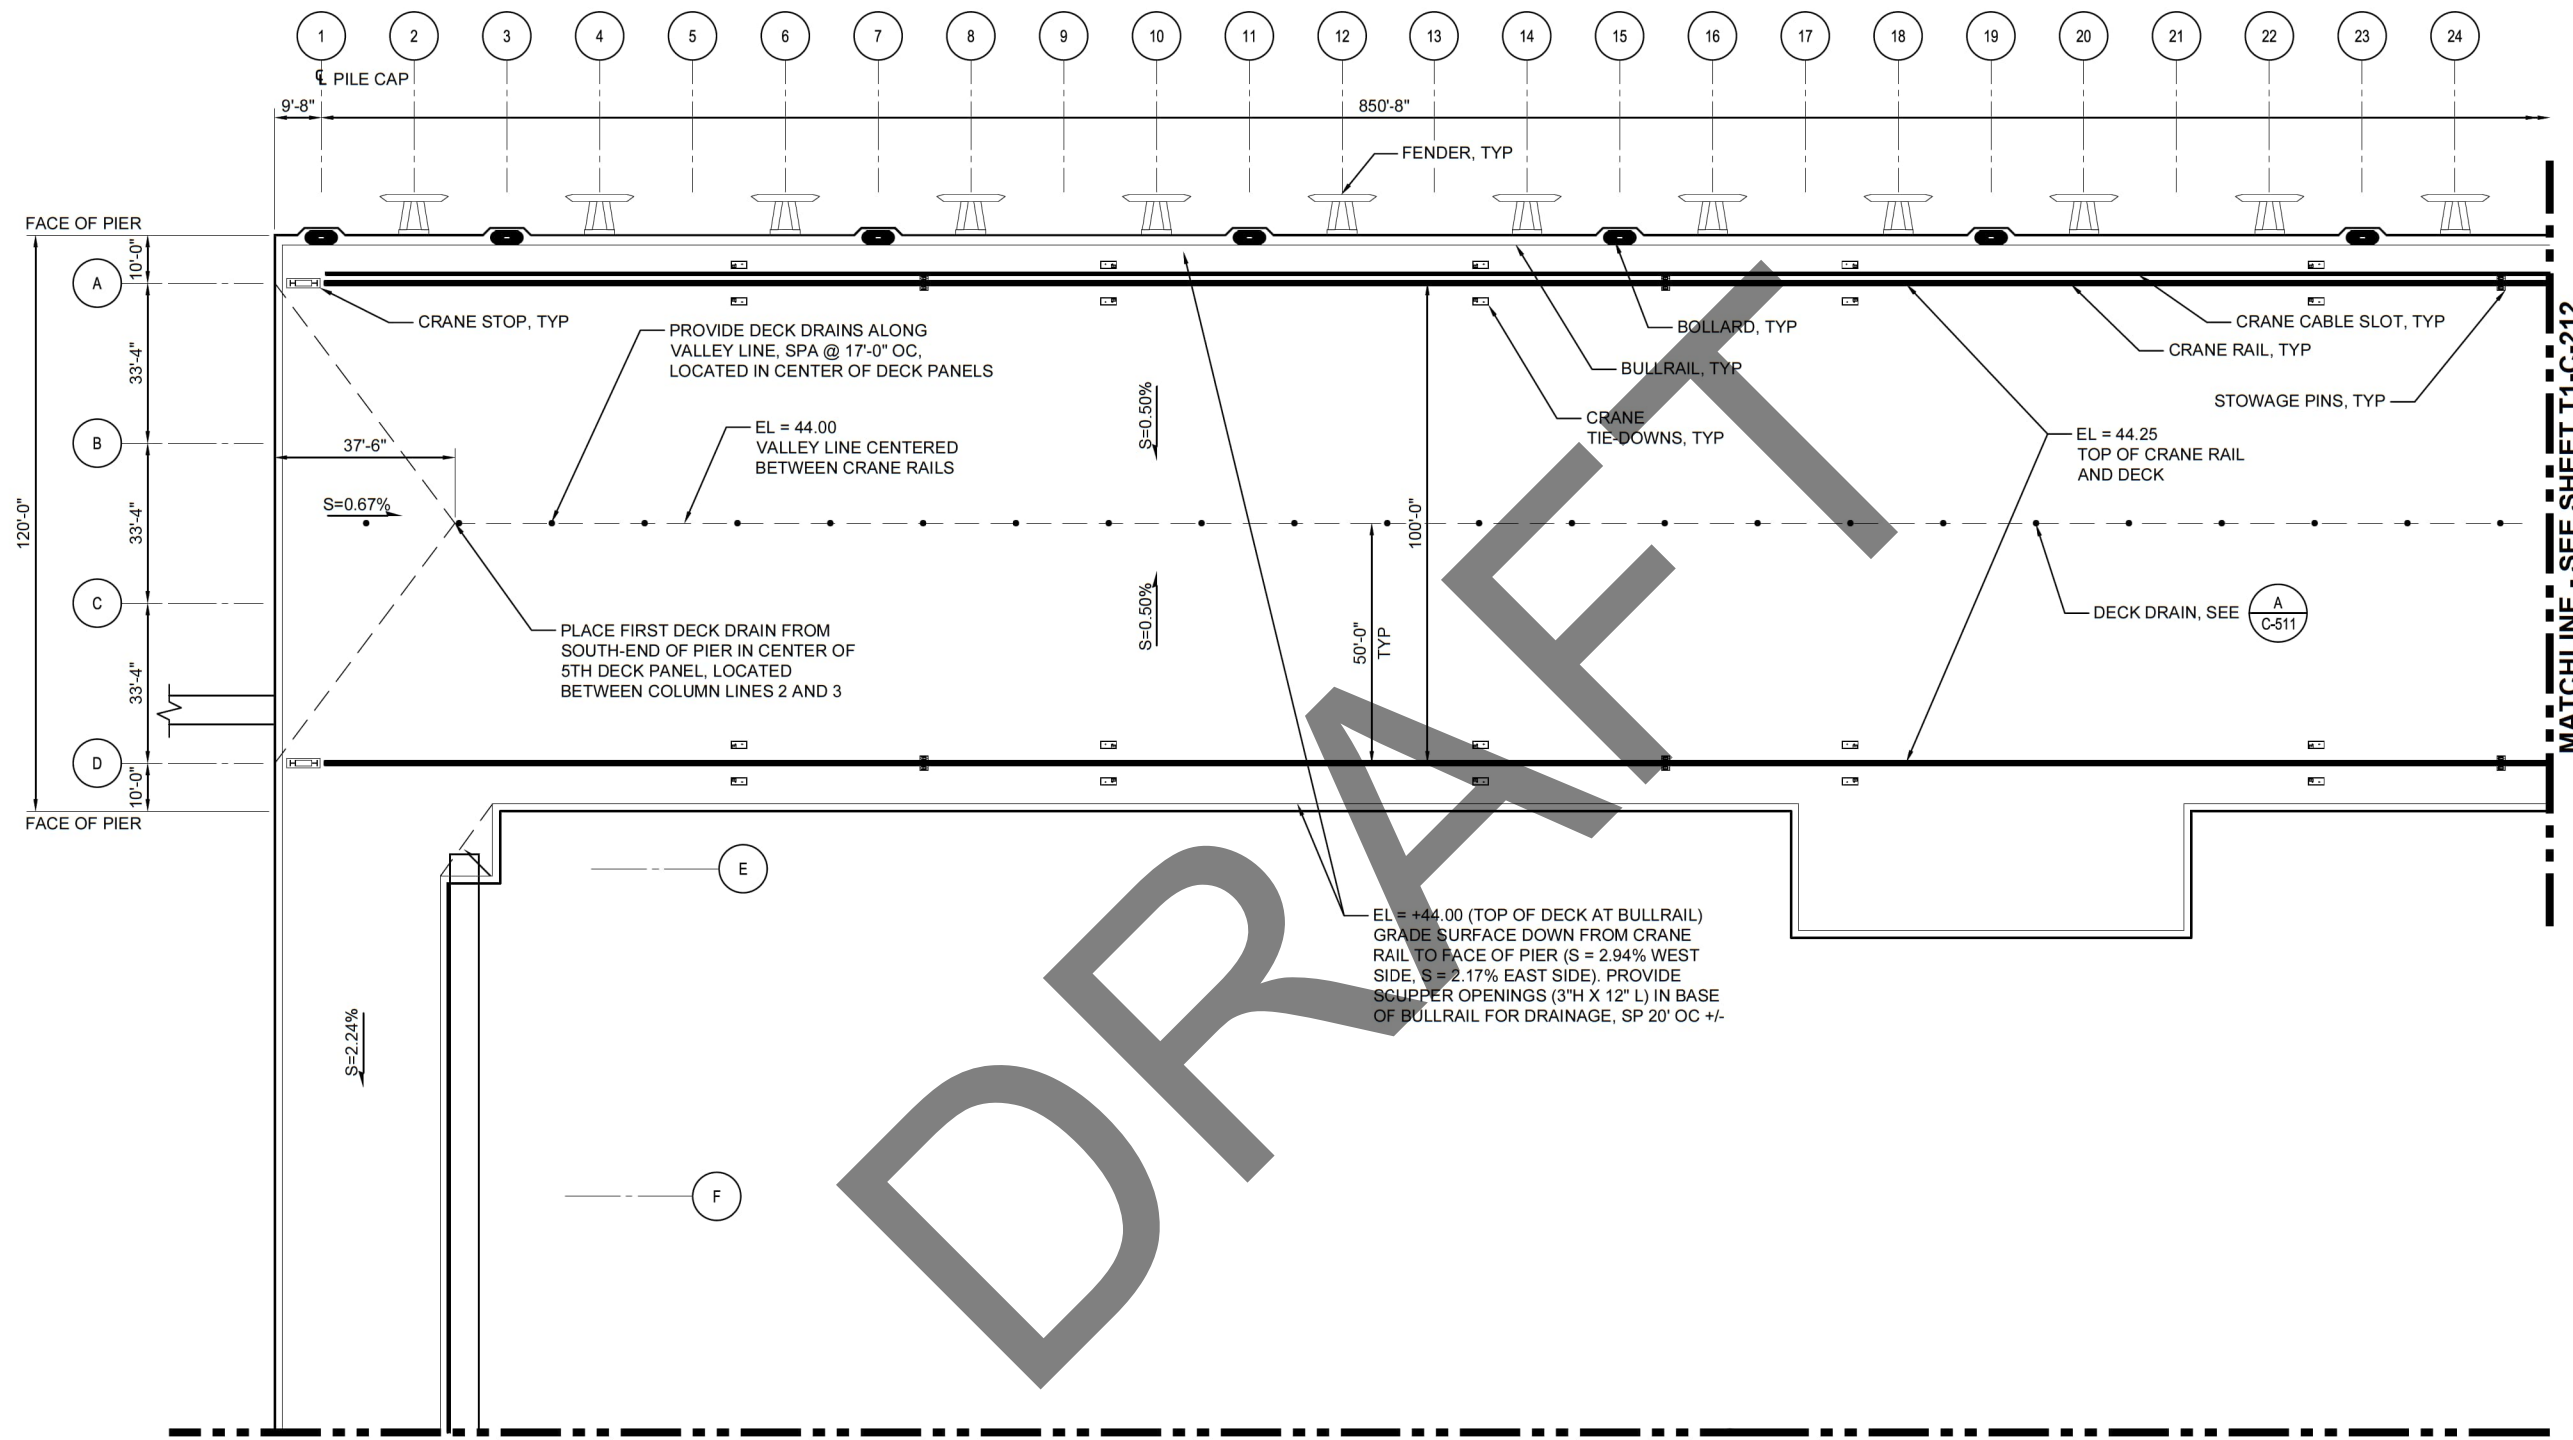 1 2 3 4 5 6 7 8 9 10 11 12 13 14 15 16 17 18 19 20 21 22 23 24
℄ PILE CAP
9'-8"
850'-8"
FENDER, TYP
FACE OF PIER
10'-0"
A
33'-4"
B
33'-4"
120'-0"
C
33'-4"
D
10'-0"
FACE OF PIER
CRANE STOP, TYP
PROVIDE DECK DRAINS ALONG
VALLEY LINE, SPA @ 17'-0" OC,
LOCATED IN CENTER OF DECK PANELS
EL = 44.00
VALLEY LINE CENTERED
BETWEEN CRANE RAILS
37'-6"
S=0.67%
S=0.50%
S=0.50%
BOLLARD, TYP
BULLRAIL, TYP
CRANE
TIE-DOWNS, TYP
CRANE CABLE SLOT, TYP
CRANE RAIL, TYP
STOWAGE PINS, TYP
EL = 44.25
TOP OF CRANE RAIL
AND DECK
100'-0"
50'-0"
TYP
DECK DRAIN, SEE
A
C-511
PLACE FIRST DECK DRAIN FROM
SOUTH-END OF PIER IN CENTER OF
5TH DECK PANEL, LOCATED
BETWEEN COLUMN LINES 2 AND 3
MATCHLINE - SEE SHEET T1-C-212
E
F
EL = +44.00 (TOP OF DECK AT BULLRAIL)
GRADE SURFACE DOWN FROM CRANE
RAIL TO FACE OF PIER (S = 2.94% WEST
SIDE, S = 2.17% EAST SIDE). PROVIDE
SCUPPER OPENINGS (3"H X 12" L) IN BASE
OF BULLRAIL FOR DRAINAGE, SP 20' OC +/-
S=2.24%
DRAFT